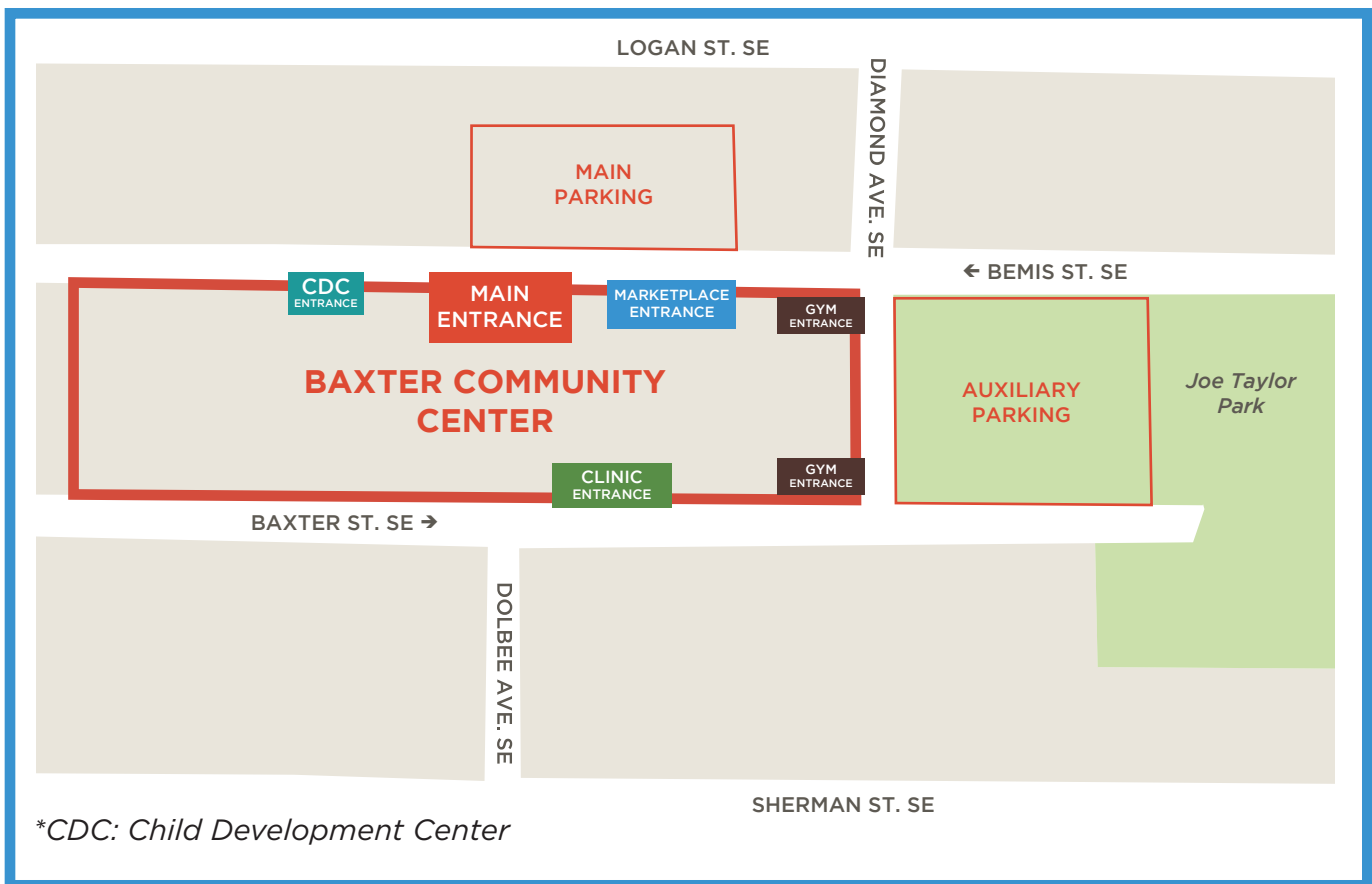 LOGAN ST. SE
DIAMOND AVE. SE
MAIN
PARKING
← BEMIS ST. SE
CDC
ENTRANCE
MAIN
ENTRANCE
MARKETPLACE
ENTRANCE
GYM
ENTRANCE
BAXTER COMMUNITY
CENTER
AUXILIARY
PARKING
Joe Taylor
Park
CLINIC
ENTRANCE
GYM
ENTRANCE
BAXTER ST. SE →
DOLBEE AVE. SE
SHERMAN ST. SE
*CDC: Child Development Center